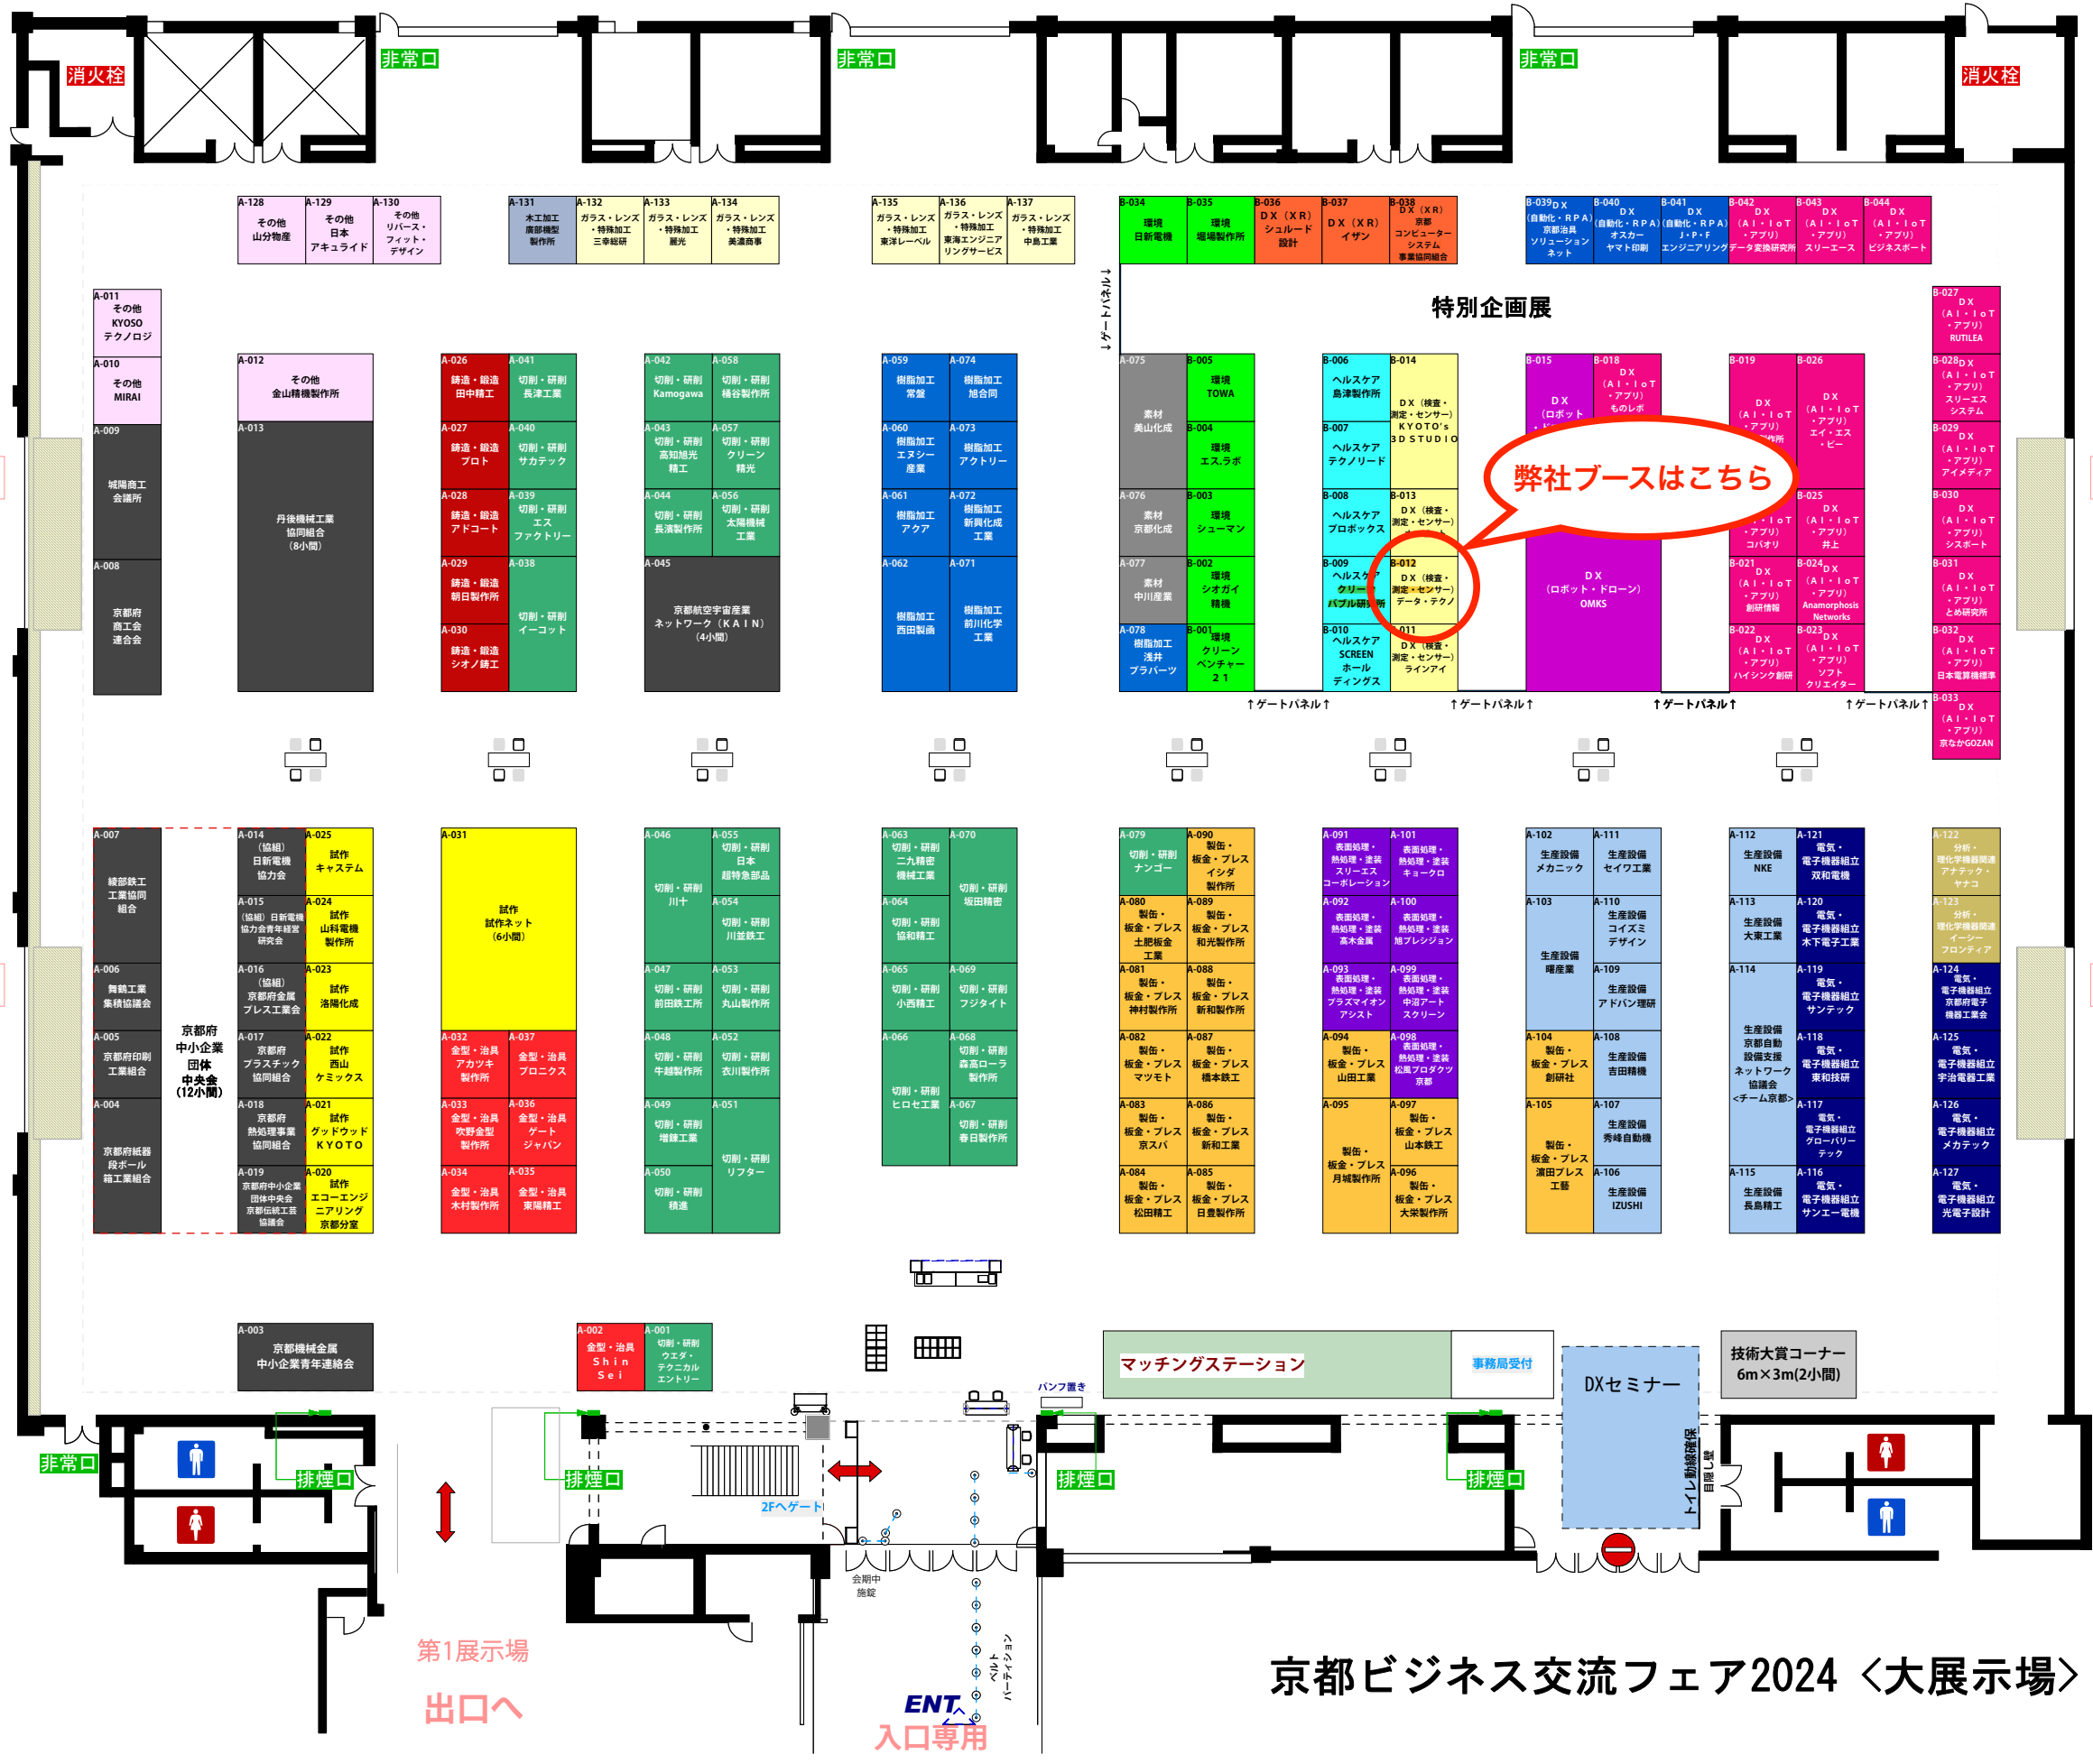 非常口
非常口
非常口
消火栓
消火栓
A-128
その他
山分物産
A-129
その他
日本
アキュライド
A-130
その他
リバース・
フィット・
デザイン
A-131
木工加工
廣部機型
製作所
A-132
ガラス・レンズ
・特殊加工
三幸総研
A-133
ガラス・レンズ
・特殊加工
麗光
A-134
ガラス・レンズ
・特殊加工
美濃商事
A-135
ガラス・レンズ
・特殊加工
東洋レーベル
A-136
ガラス・レンズ
・特殊加工
東海エンジニア
リングサービス
A-137
ガラス・レンズ
・特殊加工
中島工業
B-034
環境
日新電機
B-035
環境
堀場製作所
B-036
DX(XR)
シュルード
設計
B-037
DX(XR)
イザン
B-038
DX(XR)
京都
コンピューター
システム
事業協同組合
B-039
DX
(自動化・RPA)
京都治具
ソリューション
ネット
B-040
DX
(自動化・RPA)
オスカー
ヤマト印刷
B-041
DX
(自動化・RPA)
J・P・F
エンジニアリング
B-042
DX
(AI・IoT
・アプリ)
データ変換研究所
B-043
DX
(AI・IoT
・アプリ)
スリーエース
B-044
DX
(AI・IoT
・アプリ)
ビジネスポート
↓ゲートパネル→
特別企画展
A-011
その他
KYOSO
テクノロジ
A-010
その他
MIRAI
A-009
城陽商工
会議所
A-008
京都府
商工会
連合会
A-012
その他
金山精機製作所
A-013
丹後機械工業
協同組合
(8小間)
A-026
鋳造・鍛造
田中精工
A-027
鋳造・鍛造
プロト
A-028
鋳造・鍛造
アドコート
A-029
鋳造・鍛造
朝日製作所
A-030
鋳造・鍛造
シオノ鋳工
A-041
切削・研削
長津工業
A-040
切削・研削
サカテック
A-039
切削・研削
エス
ファクトリー
A-038
切削・研削
イーコット
A-042
切削・研削
Kamogawa
A-043
切削・研削
高知旭光
精工
A-044
切削・研削
長濱製作所
A-045
京都航空宇宙産業
ネットワーク(KAIN)
(4小間)
A-058
切削・研削
桶谷製作所
A-057
切削・研削
クリーン
精光
A-056
切削・研削
太陽機械
工業
A-059
樹脂加工
常盤
A-060
樹脂加工
エヌシー
産業
A-061
樹脂加工
アクア
A-062
樹脂加工
西田製凾
A-074
樹脂加工
旭合同
A-073
樹脂加工
アクトリー
A-072
樹脂加工
新興化成
工業
A-071
樹脂加工
前川化学
工業
A-075
素材
美山化成
A-076
素材
京都化成
A-077
素材
中川産業
A-078
樹脂加工
浅井
プラパーツ
B-005
環境
TOWA
B-004
環境
エス.ラボ
B-003
環境
シューマン
B-002
環境
シオガイ
精機
B-001
環境
クリーン
ベンチャー
21
B-006
ヘルスケア
島津製作所
B-007
ヘルスケア
テクノリード
B-008
ヘルスケア
プロボックス
B-009
ヘルスケア
クリーク
バブル研究所
B-010
ヘルスケア
SCREEN
ホール
ディングス
B-014
DX(検査・
測定・センサー)
KYOTO's
3D STUDIO
B-013
DX(検査・
測定・センサー)
B-012
DX(検査・
測定・センサー)
データ・テクノ
-011
DX(検査・
測定・センサー)
ラインアイ
B-015
DX
(ロボット
DX
(ロボット・ドローン)
OMKS
B-018
DX
(AI・IoT
・アプリ)
ものレボ
B-019
DX
(AI・IoT
・アプリ)
作所
B-026
DX
(AI・IoT
・アプリ)
エイ・エス
・ピー
弊社ブースはこちら
・IoT
・アプリ)
コバオリ
B-025
DX
(AI・IoT
・アプリ)
井上
B-021
DX
(AI・IoT
・アプリ)
創研情報
B-024
DX
(AI・IoT
・アプリ)
Anamorphosis
Networks
B-022
DX
(AI・IoT
・アプリ)
ハイシンク創研
B-023
DX
(AI・IoT
・アプリ)
ソフト
クリエイター
B-027
DX
(AI・IoT
・アプリ)
RUTILEA
B-028
DX
(AI・IoT
・アプリ)
スリーエス
システム
B-029
DX
(AI・IoT
・アプリ)
アイメディア
B-030
DX
(AI・IoT
・アプリ)
シスポート
B-031
DX
(AI・IoT
・アプリ)
とめ研究所
B-032
DX
(AI・IoT
・アプリ)
日本電算機標準
B-033
DX
(AI・IoT
・アプリ)
京なかGOZAN
↑ゲートパネル↑
↑ゲートパネル↑
↑ゲートパネル↑
↑ゲートパネル↑
A-007
綾部鉄工
工業協同
組合
A-006
舞鶴工業
集積協議会
A-005
京都府印刷
工業組合
A-004
京都府紙器
段ボール
箱工業組合
京都府
中小企業
団体
中央会
(12小間)
A-014
(協組)
日新電機
協力会
A-015
(協組)日新電機
協力会青年経営
研究会
A-016
(協組)
京都府金属
プレス工業会
A-017
京都府
プラスチック
協同組合
A-018
京都府
熱処理事業
協同組合
A-019
京都府中小企業
団体中央会
京都伝統工芸
協議会
A-025
試作
キャステム
A-024
試作
山科電機
製作所
A-023
試作
洛陽化成
A-022
試作
西山
ケミックス
A-021
試作
グッドウッド
KYOTO
A-020
試作
エコーエンジ
ニアリング
京都分室
A-031
試作
試作ネット
(6小間)
A-032
金型・治具
アカツキ
製作所
A-033
金型・治具
吹野金型
製作所
A-034
金型・治具
木村製作所
A-037
金型・治具
プロニクス
A-036
金型・治具
ゲート
ジャパン
A-035
金型・治具
東陽精工
A-046
切削・研削
川十
A-047
切削・研削
前田鉄工所
A-048
切削・研削
牛越製作所
A-049
切削・研削
増錬工業
A-050
切削・研削
積進
A-055
切削・研削
日本
超特急部品
A-054
切削・研削
川並鉄工
A-053
切削・研削
丸山製作所
A-052
切削・研削
衣川製作所
A-051
切削・研削
リフター
A-063
切削・研削
二九精密
機械工業
A-064
切削・研削
協和精工
A-065
切削・研削
小西精工
A-066
切削・研削
ヒロセ工業
A-070
切削・研削
坂田精密
A-069
切削・研削
フジタイト
A-068
切削・研削
森高ローラ
製作所
A-067
切削・研削
春日製作所
A-079
切削・研削
ナンゴー
A-080
製缶・
板金・プレス
土肥板金
工業
A-081
製缶・
板金・プレス
神村製作所
A-082
製缶・
板金・プレス
マツモト
A-083
製缶・
板金・プレス
京スパ
A-084
製缶・
板金・プレス
松田精工
A-090
製缶・
板金・プレス
イシダ
製作所
A-089
製缶・
板金・プレス
和光製作所
A-088
製缶・
板金・プレス
新和製作所
A-087
製缶・
板金・プレス
橋本鉄工
A-086
製缶・
板金・プレス
新和工業
A-085
製缶・
板金・プレス
日豊製作所
A-091
表面処理・
熱処理・塗装
スリーエス
コーポレーション
A-092
表面処理・
熱処理・塗装
高木金属
A-093
表面処理・
熱処理・塗装
プラズマイオン
アシスト
A-094
製缶・
板金・プレス
山田工業
A-095
製缶・
板金・プレス
月城製作所
A-101
表面処理・
熱処理・塗装
キョークロ
A-100
表面処理・
熱処理・塗装
旭プレシジョン
A-099
表面処理・
熱処理・塗装
中沼アート
スクリーン
A-098
表面処理・
熱処理・塗装
松風プロダクツ
京都
A-097
製缶・
板金・プレス
山本鉄工
A-096
製缶・
板金・プレス
大栄製作所
A-102
生産設備
メカニック
A-103
生産設備
曙産業
A-104
製缶・
板金・プレス
創研社
A-105
製缶・
板金・プレス
濵田プレス
工藝
A-111
生産設備
セイワ工業
A-110
生産設備
コイズミ
デザイン
A-109
生産設備
アドバン理研
A-108
生産設備
吉田精機
A-107
生産設備
秀峰自動機
A-106
生産設備
IZUSHI
A-112
生産設備
NKE
A-113
生産設備
大東工業
A-114
生産設備
京都自動
設備支援
ネットワーク
協議会
<チーム京都>
A-115
生産設備
長島精工
A-121
電気・
電子機器組立
双和電機
A-120
電気・
電子機器組立
木下電子工業
A-119
電気・
電子機器組立
サンテック
A-118
電気・
電子機器組立
東和技研
A-117
電気・
電子機器組立
グローバリー
テック
A-116
電気・
電子機器組立
サンエー電機
A-122
分析・
理化学機器関連
アナテック・
ヤナコ
A-123
分析・
理化学機器関連
イーシー
フロンティア
A-124
電気・
電子機器組立
京都府電子
機器工業会
A-125
電気・
電子機器組立
宇治電器工業
A-126
電気・
電子機器組立
メカテック
A-127
電気・
電子機器組立
光電子設計
A-003
京都機械金属
中小企業青年連絡会
A-002
金型・治具
Shin
Sei
A-001
切削・研削
ウエダ・
テクニカル
エントリー
マッチングステーション
事務局受付
DXセミナー
技術大賞コーナー
6m×3m(2小間)
パンフ置き
非常口
排煙口
排煙口
排煙口
排煙口
2Fへゲート
トイレ動線確保
目隠し壁
会期中
施錠
ベルト
パーティション
第1展示場
出口へ
ENT.
入口専用
京都ビジネス交流フェア2024 <大展示場>